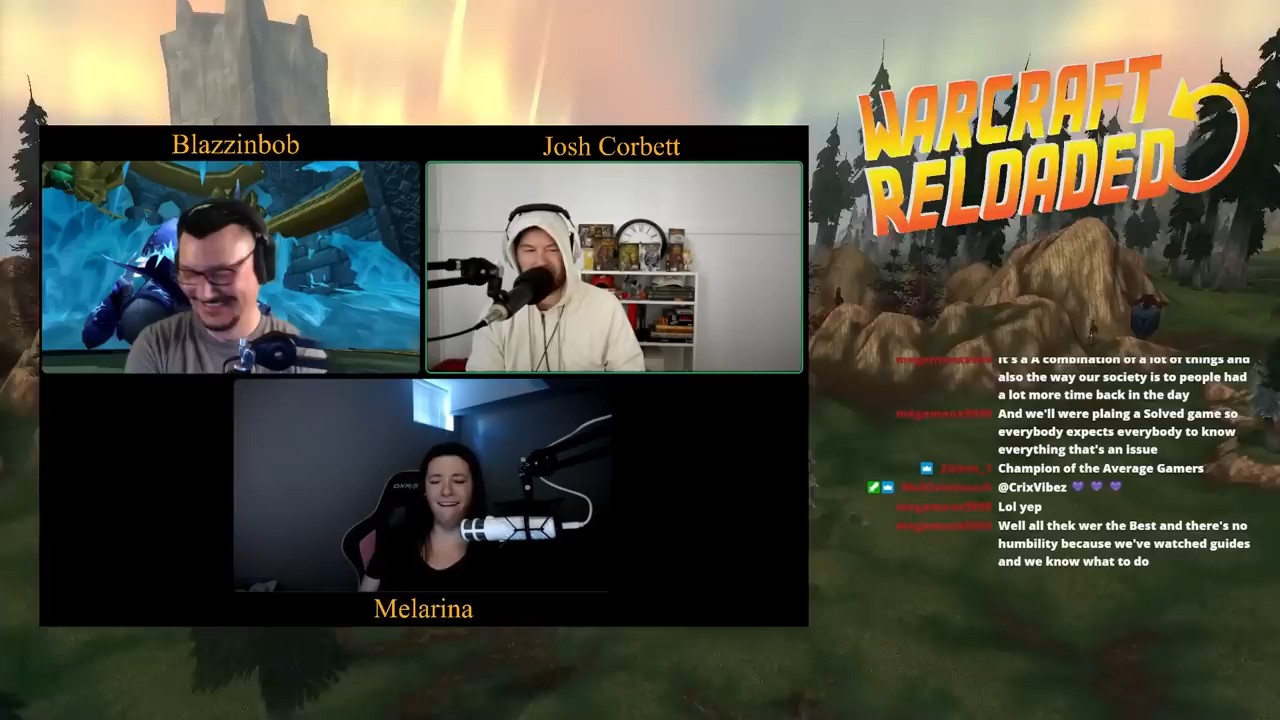 Blazzinbob
Josh Corbett
WARCRAFT
RELOADED
DXR
Melarina
It's a A combination of a lot of things and
also the way our society is to people had
a lot more time back in the day
And we'll were plaing a Solved game so
everybody expects everybody to know
everything that's an issue
Champion of the Average Gamers
@CrixVibez
Lol yep
Well all thek wer the Best and there's no
humbility because we've watched guides
and we know what to do